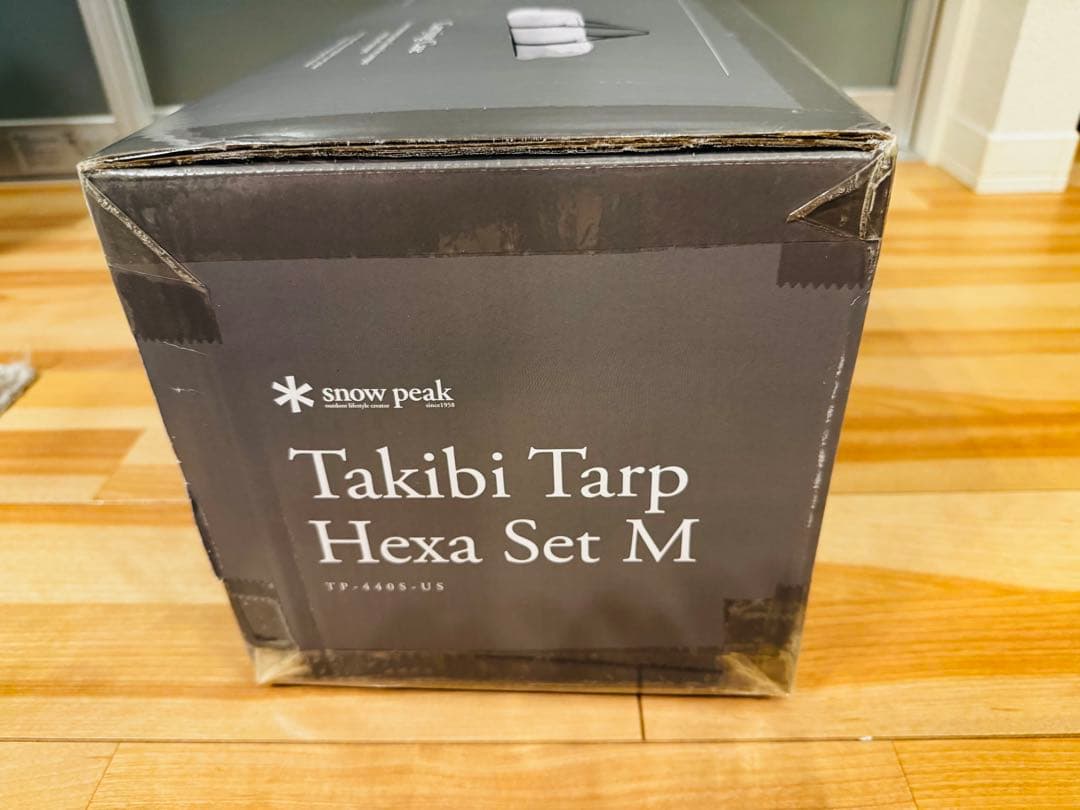 snow peak
outdoor lifestyle creator since1958
Takibi Tarp
Hexa Set M
TP-440S-US